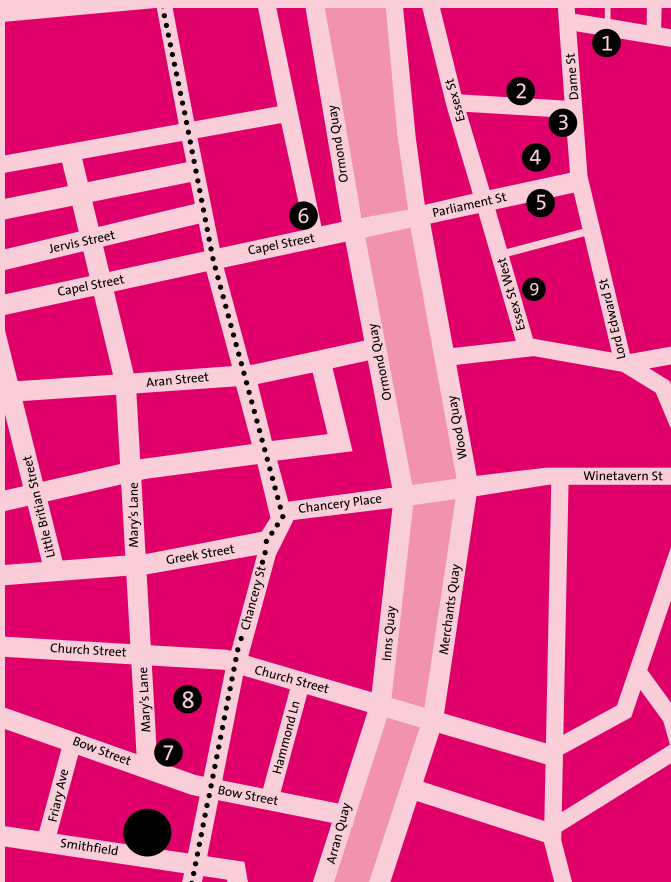 1
2
Dame St
Essex St
3
Ormond Quay
4
5
Parliament St
6
Jervis Street
Capel Street
Capel Street
9
Essex St West
Lord Edward St
Ormond Quay
Aran Street
Wood Quay
Little Britian Street
Mary's Lane
Winetavern St
Chancery Place
Greek Street
Chancery St
Inns Quay
Merchants Quay
Church Street
Church Street
Mary's Lane
8
Hammond Ln
7
Bow Street
Bow Street
Friary Ave
Arran Quay
Smithfield